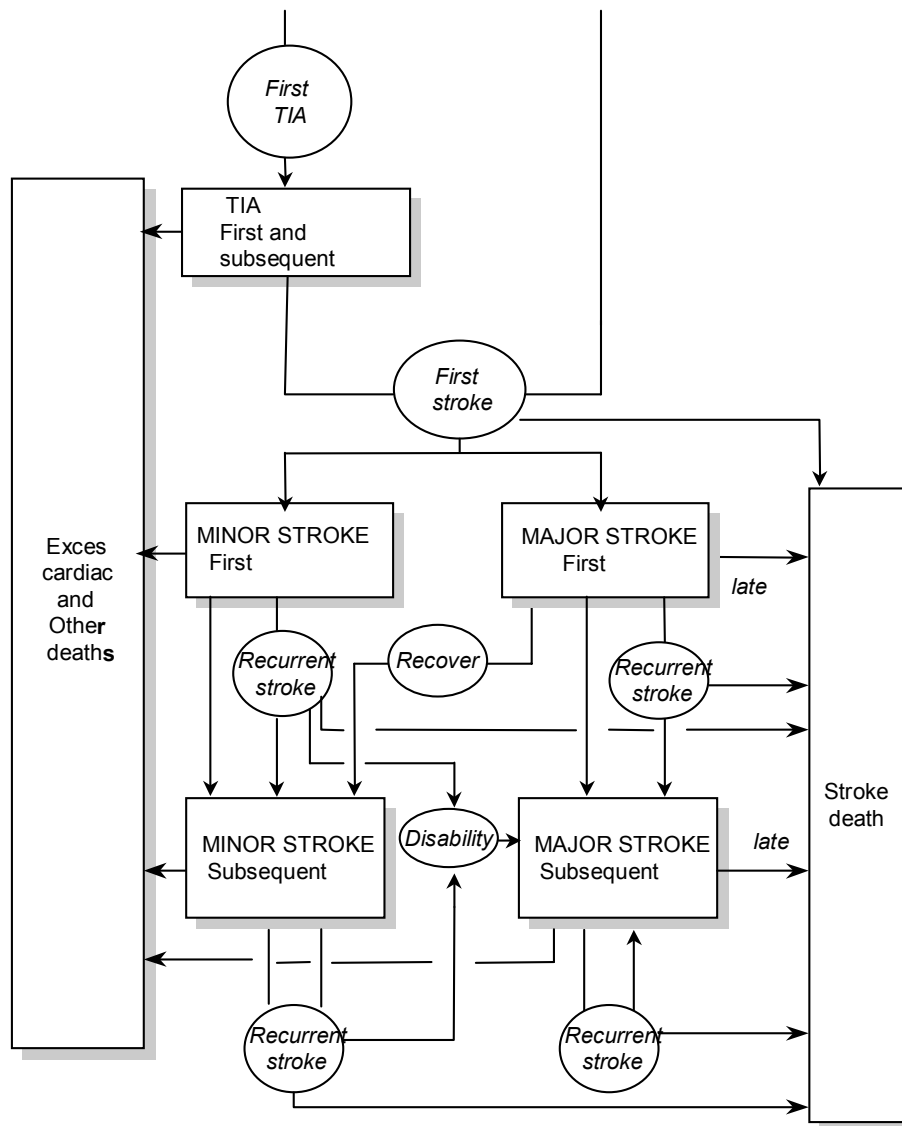 First
TIA
TIA
First and
subsequent
First
stroke
MINOR STROKE
First
MAJOR STROKE
First
late
Exces
cardiac
and
Other
deaths
Recurrent
stroke
Recover
Recurrent
stroke
Stroke
death
MINOR STROKE
Subsequent
Disability
MAJOR STROKE
Subsequent
late
Recurrent
stroke
Recurrent
stroke